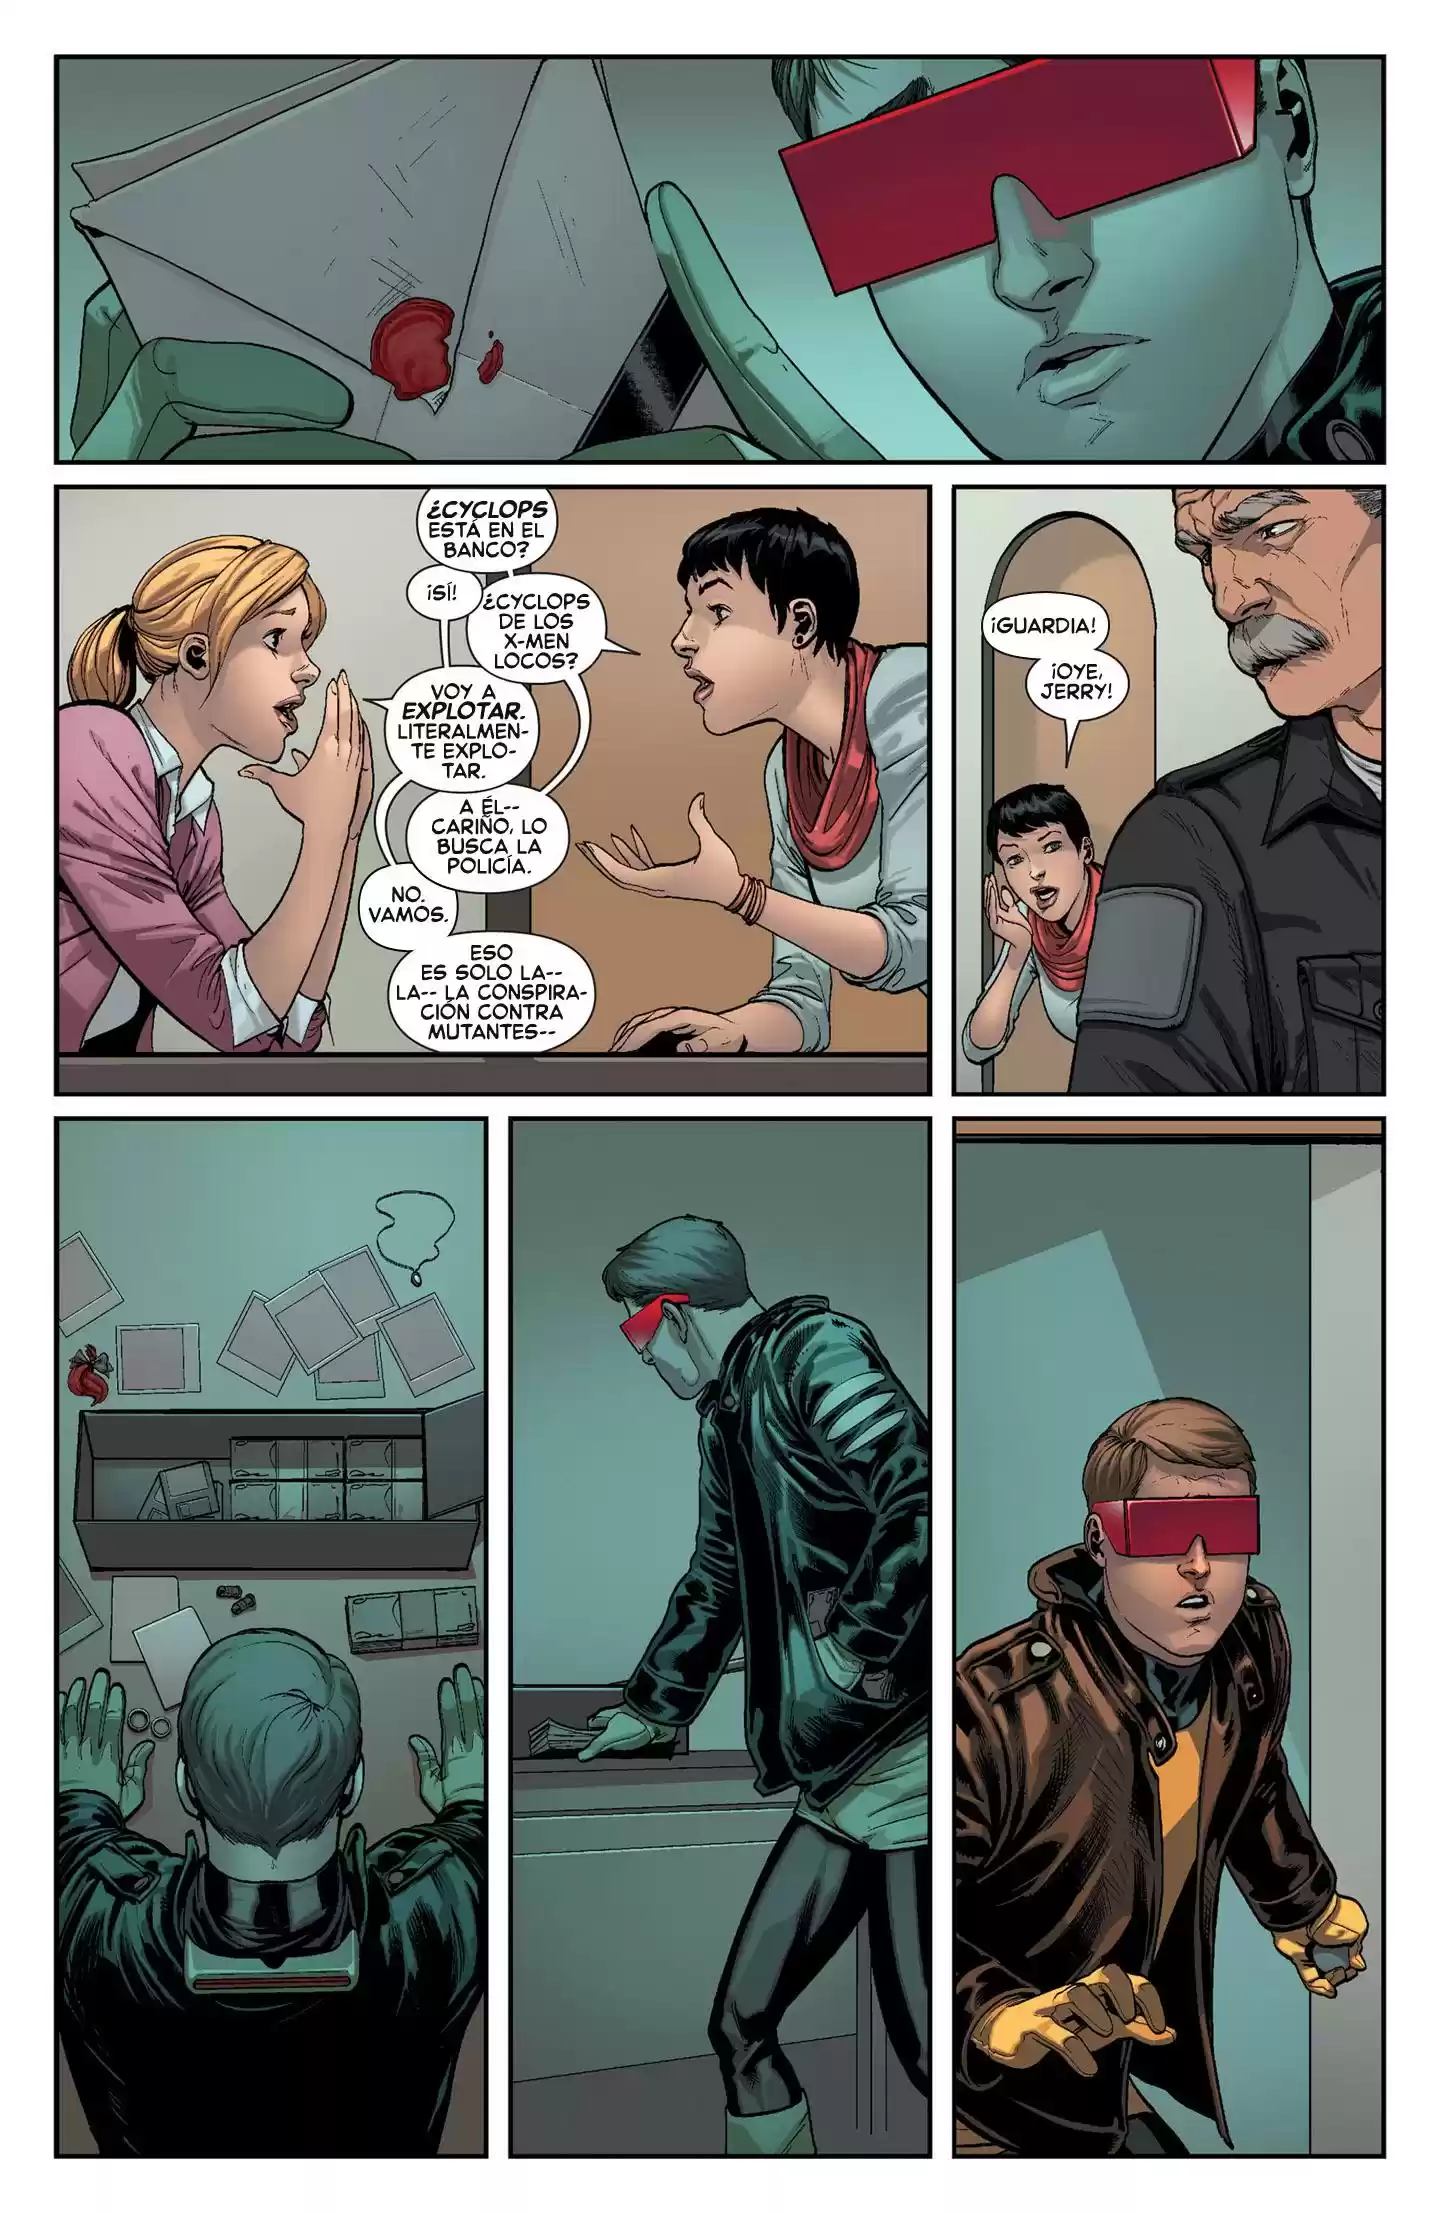 ¿CYCLOPS
ESTÁ EN EL
BANCO?
¡SÍ!
¿CYCLOPS
DE LOS
X-MEN
LOCOS?
VOY A
EXPLOTAR.
LITERALMEN-
TE EXPLO-
TAR.
A ÉL--
CARIÑO, LO
BUSCA LA
POLICÍA.
NO.
VAMOS.
ESO
ES SOLO LA--
LA-- LA CONSPIRA-
CIÓN CONTRA
MUTANTES--
¡GUARDIA!
¡OYE,
JERRY!